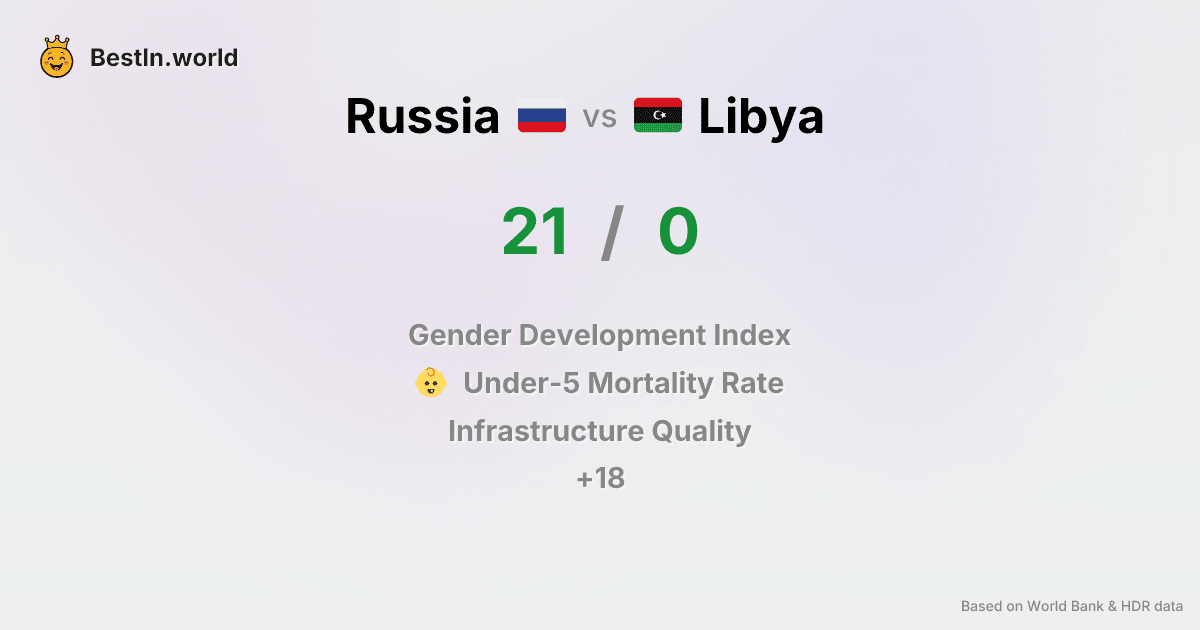 BestIn.world
Russia vs Libya
21 / 0
Gender Development Index
Under-5 Mortality Rate
Infrastructure Quality
+18
Based on World Bank & HDR data